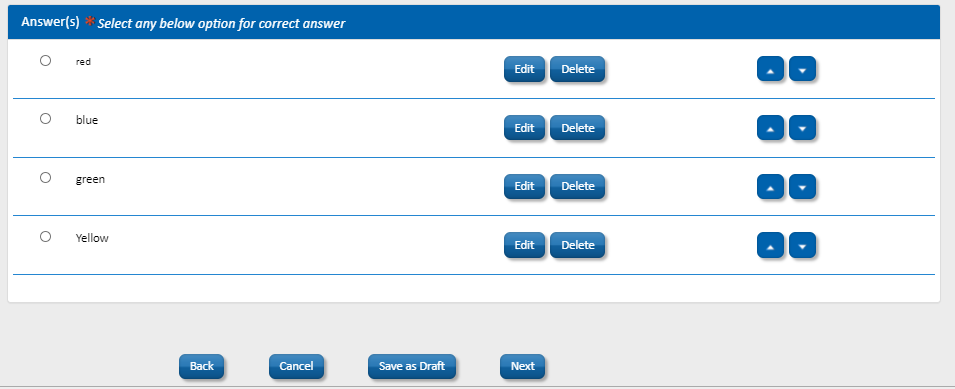 Answer(s) * Select any below option for correct answer
red Edit Delete
blue Edit Delete
green Edit Delete
Yellow Edit Delete
Back Cancel Save as Draft Next